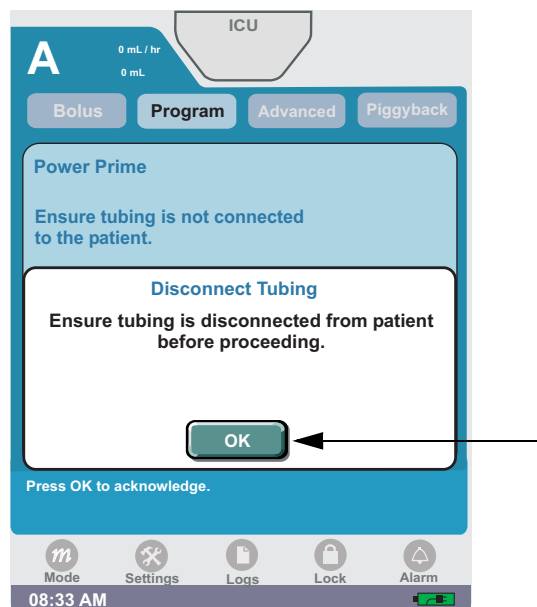 ICU
A
0 mL / hr
0 mL
Bolus Program Advanced Piggyback
Power Prime
Ensure tubing is not connected
to the patient.
Disconnect Tubing
Ensure tubing is disconnected from patient
before proceeding.
OK
Press OK to acknowledge.
m
Mode Settings Logs Lock Alarm
08:33 AM